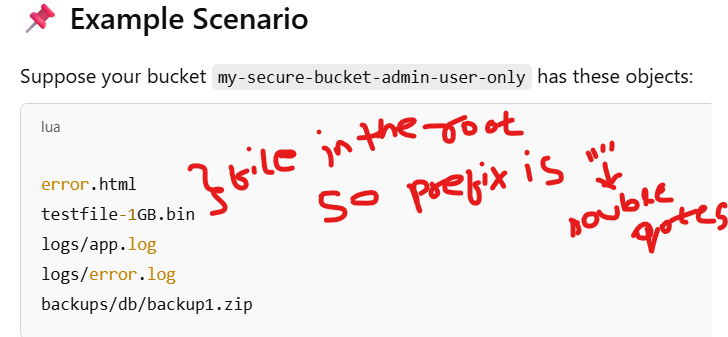 📌 Example Scenario
Suppose your bucket my-secure-bucket-admin-user-only has these objects:
lua
error.html
testfile-1GB.bin
logs/app.log
logs/error.log
backups/db/backup1.zip
} file in the root
so prefix is """
↓
double
qotes